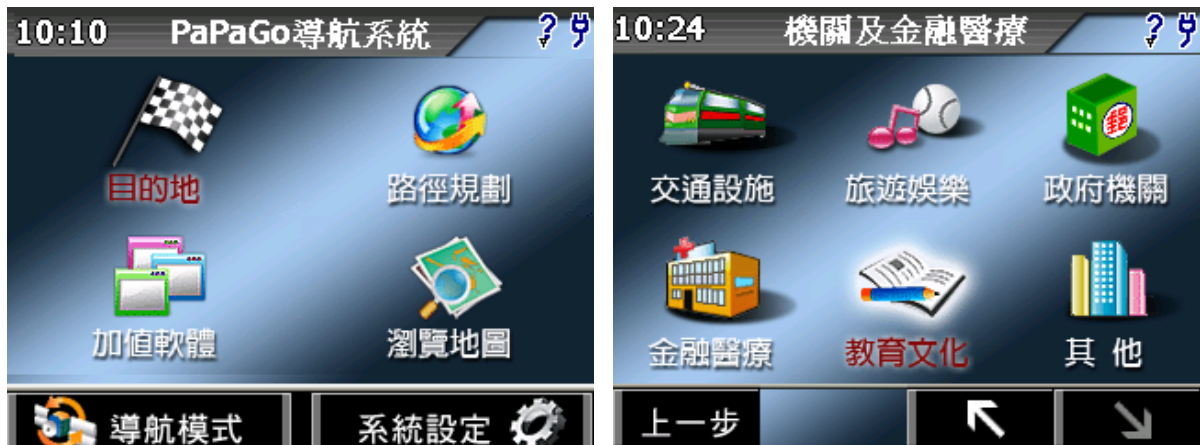 10:10 PaPaGo導航系統 ?
目的地 路徑規劃
加值軟體 瀏覽地圖
導航模式 系統設定
10:24 機關及金融醫療 ?
交通設施 旅遊娛樂 政府機關
郵
金融醫療 教育文化 其他
上一步